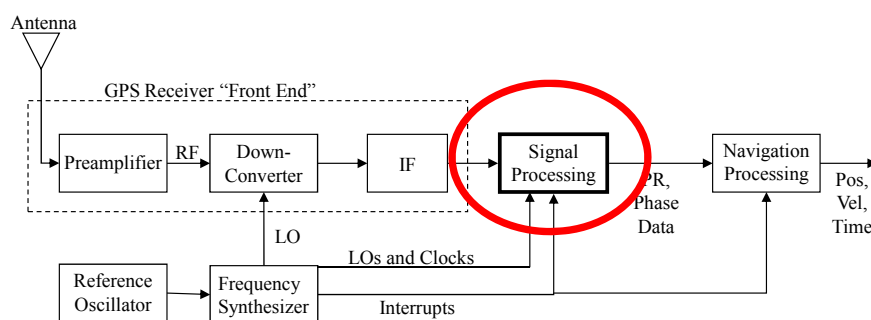 Antenna
GPS Receiver “Front End”
Preamplifier
RF
Down-
Converter
IF
Signal
Processing
PR,
Phase
Data
Navigation
Processing
Pos,
Vel,
Time
LO
LOs and Clocks
Reference
Oscillator
Frequency
Synthesizer
Interrupts